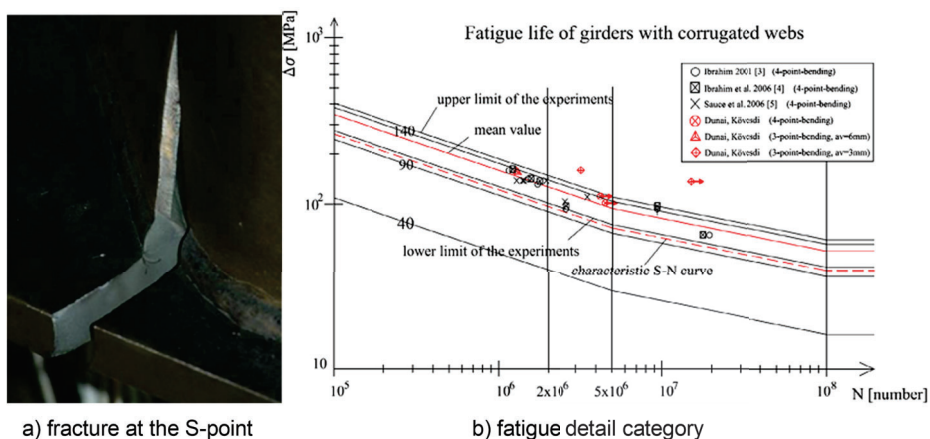 Fatigue life of girders with corrugated webs
Δσ [MPa]
10³
10²
10
Ibrahim 2001 [3] (4-point-bending)
Ibrahim et al. 2006 [4] (4-point-bending)
Sauce et al. 2006 [5] (4-point-bending)
Dunai, Kövesdi (4-point-bending)
Dunai, Kövesdi (3-point-bending, av=6mm)
Dunai, Kövesdi (3-point-bending, av=3mm)
upper limit of the experiments
140
mean value
90
40
lower limit of the experiments
characteristic S-N curve
10⁵
10⁶
2x10⁶
5x10⁶
10⁷
10⁸
N [number]
a) fracture at the S-point
b) fatigue detail category